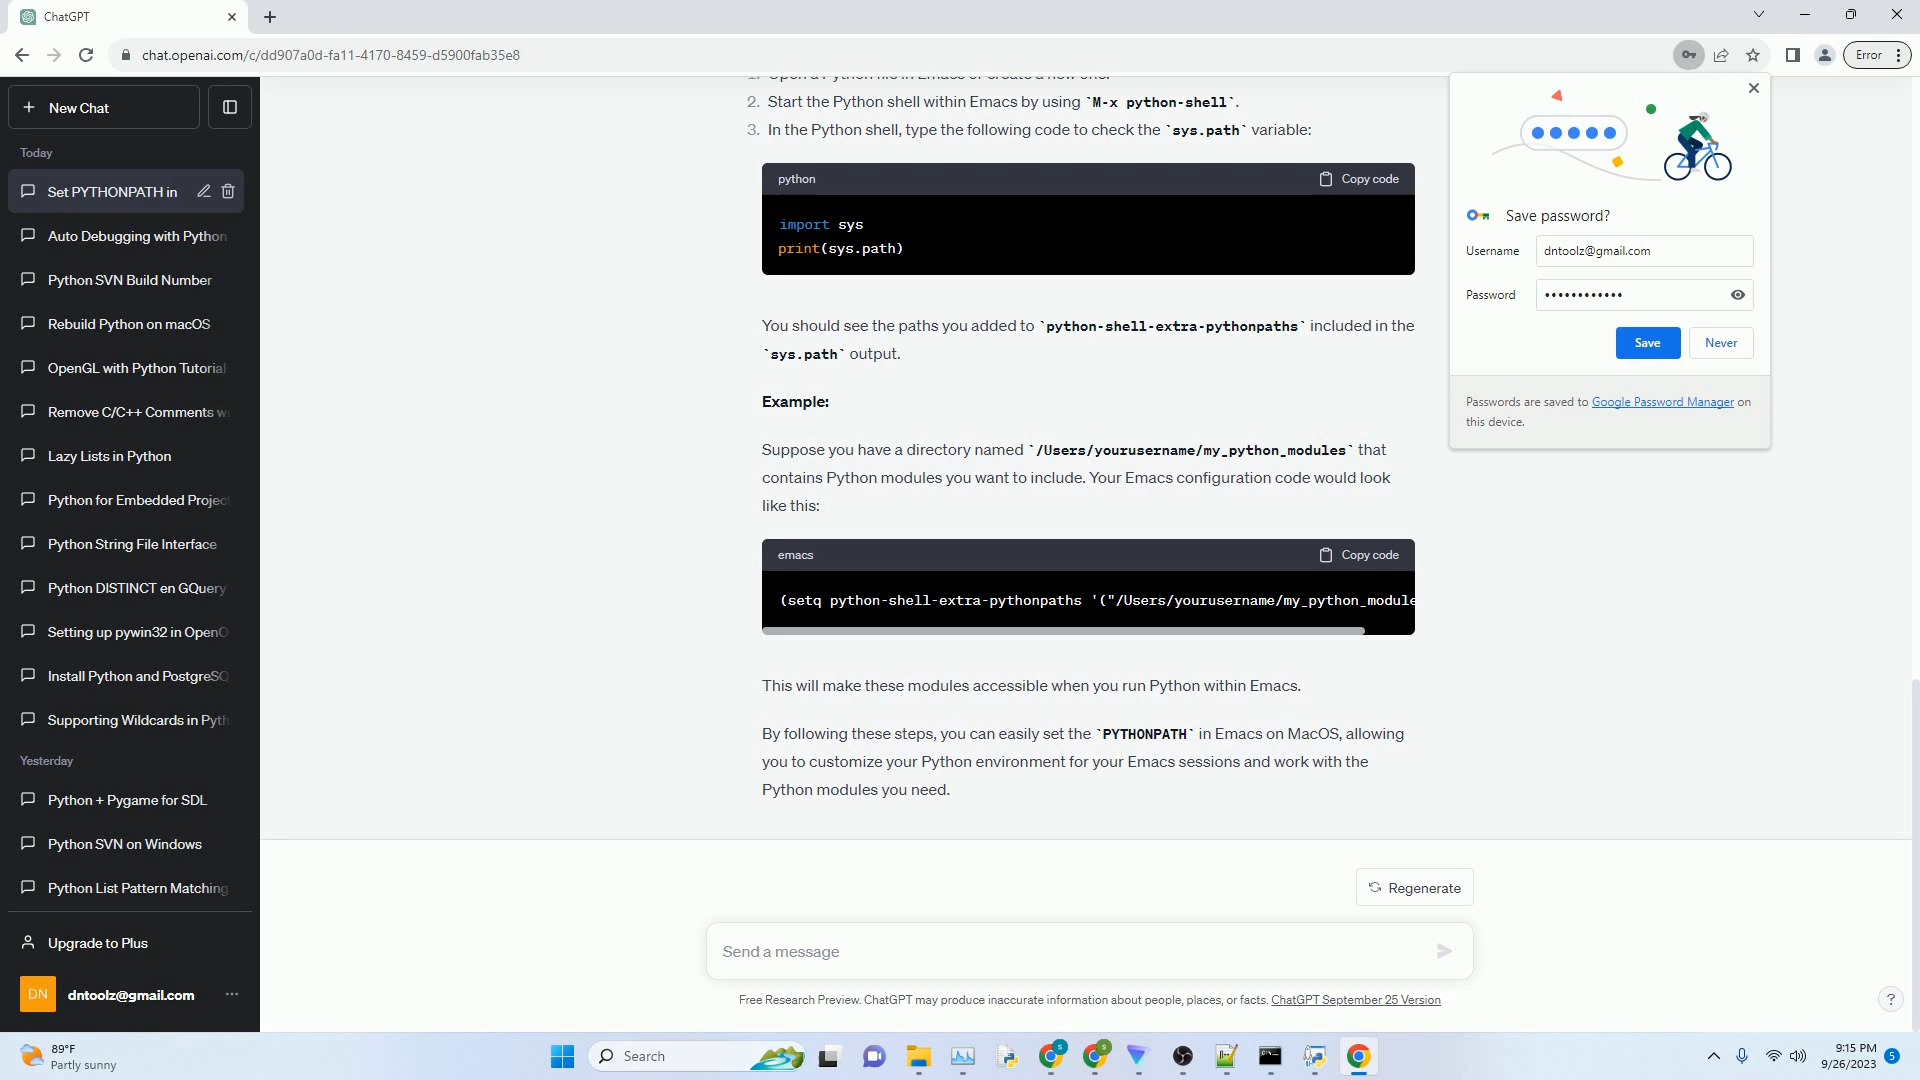 ChatGPT
chat.openai.com/c/dd907a0d-fa11-4170-8459-d5900fab35e8
Error
New Chat
Today
Set PYTHONPATH in
Auto Debugging with Python
Python SVN Build Number
Rebuild Python on macOS
OpenGL with Python Tutorial
Remove C/C++ Comments w
Lazy Lists in Python
Python for Embedded Project
Python String File Interface
Python DISTINCT en GQuery
Setting up pywin32 in OpenO
Install Python and PostgreSQ
Supporting Wildcards in Pyth
Yesterday
Python + Pygame for SDL
Python SVN on Windows
Python List Pattern Matching
Upgrade to Plus
DN
dntoolz@gmail.com
1. Open a Python file in Emacs or create a new one.
2. Start the Python shell within Emacs by using `M-x python-shell`.
3. In the Python shell, type the following code to check the `sys.path` variable:
python
Copy code
import sys
print(sys.path)
You should see the paths you added to `python-shell-extra-pythonpaths` included in the
`sys.path` output.
Example:
Suppose you have a directory named `/Users/yourusername/my_python_modules` that
contains Python modules you want to include. Your Emacs configuration code would look
like this:
emacs
Copy code
(setq python-shell-extra-pythonpaths '("/Users/yourusername/my_python_module
This will make these modules accessible when you run Python within Emacs.
By following these steps, you can easily set the `PYTHONPATH` in Emacs on MacOS, allowing
you to customize your Python environment for your Emacs sessions and work with the
Python modules you need.
Regenerate
Send a message
Free Research Preview. ChatGPT may produce inaccurate information about people, places, or facts. ChatGPT September 25 Version
?
Save password?
Username
dntoolz@gmail.com
Password
••••••••••••
Save
Never
Passwords are saved to Google Password Manager on
this device.
89°F
Partly sunny
Search
S
S
9:15 PM
9/26/2023
5